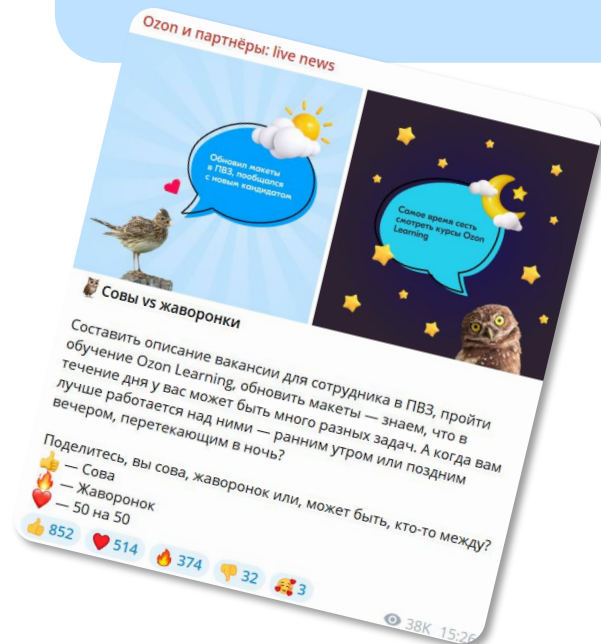 Ozon и партнёры: live news
Обновил макеты
в ПВЗ, пообщался
с новым кандидатом
Самое время сесть
смотреть курсы Ozon
Learning
🦉 Совы vs жаворонки
Составить описание вакансии для сотрудника в ПВЗ, пройти
обучение Ozon Learning, обновить макеты — знаем, что в
течение дня у вас может быть много разных задач. А когда вам
лучше работается над ними — ранним утром или поздним
вечером, перетекающим в ночь?
Поделитесь, вы сова, жаворонок или, может быть, кто-то между?
👍 — Сова
🔥 — Жаворонок
❤️ — 50 на 50
👍 852 ❤️ 514 🔥 374 👎 32 🥰 3
38K 15:26